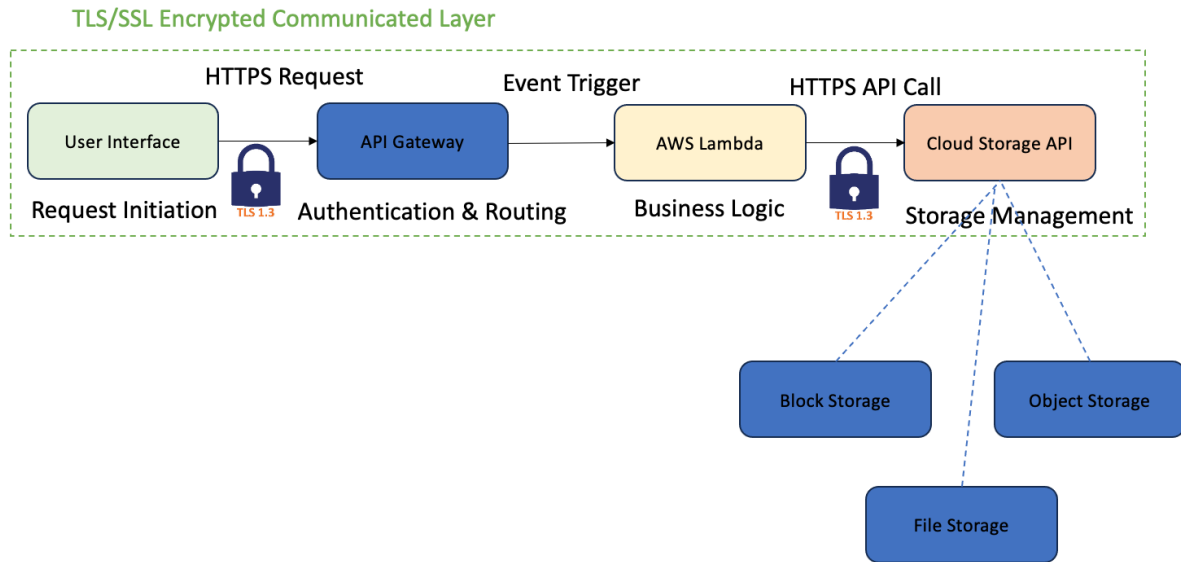 TLS/SSL Encrypted Communicated Layer
HTTPS Request
Event Trigger
HTTPS API Call
User Interface
API Gateway
AWS Lambda
Cloud Storage API
TLS 1.3
TLS 1.3
Request Initiation
Authentication & Routing
Business Logic
Storage Management
Block Storage
Object Storage
File Storage